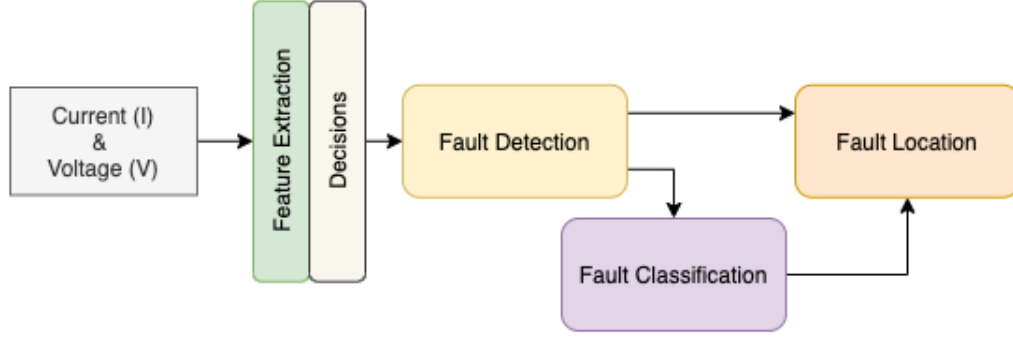 Current (I)
&
Voltage (V)
Feature Extraction
Decisions
Fault Detection
Fault Location
Fault Classification